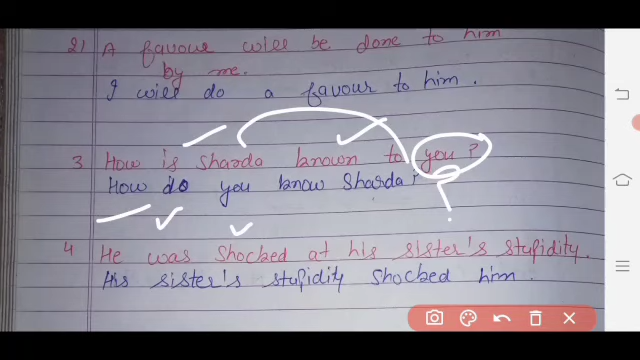 2) A favour will be done to him
by me.
I will do a favour to him.
3 How is Sharda known to you?
How do you know Sharda?
4 He was shocked at his sister's stupidity.
His sister's stupidity shocked him.